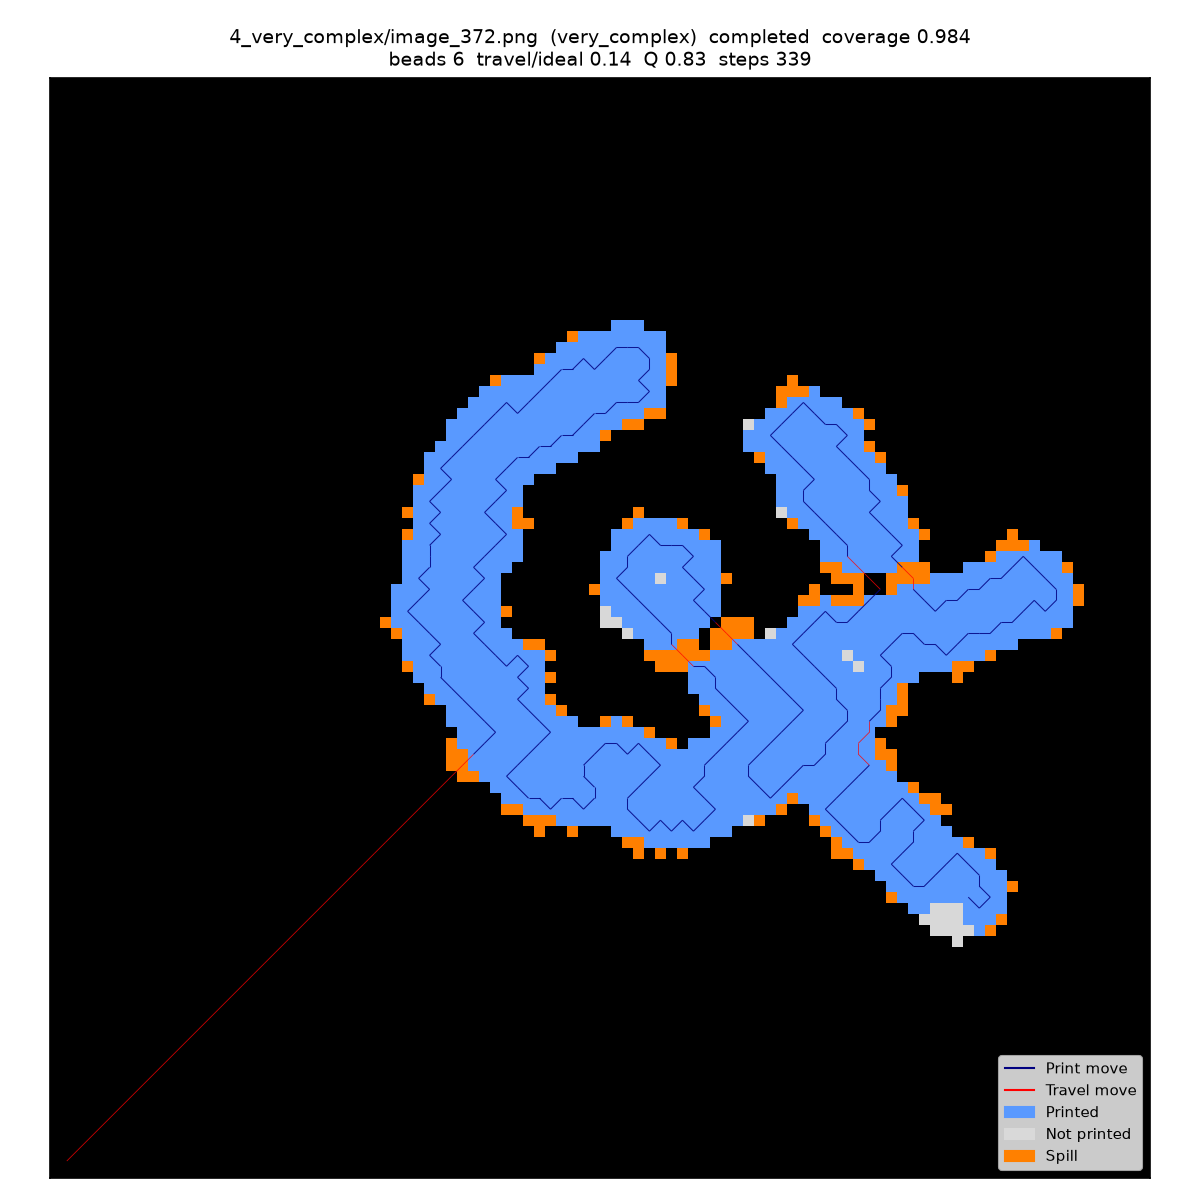 4_very_complex/image_372.png  (very_complex)  completed  coverage 0.984
beads 6  travel/ideal 0.14  Q 0.83  steps 339
Print move
Travel move
Printed
Not printed
Spill